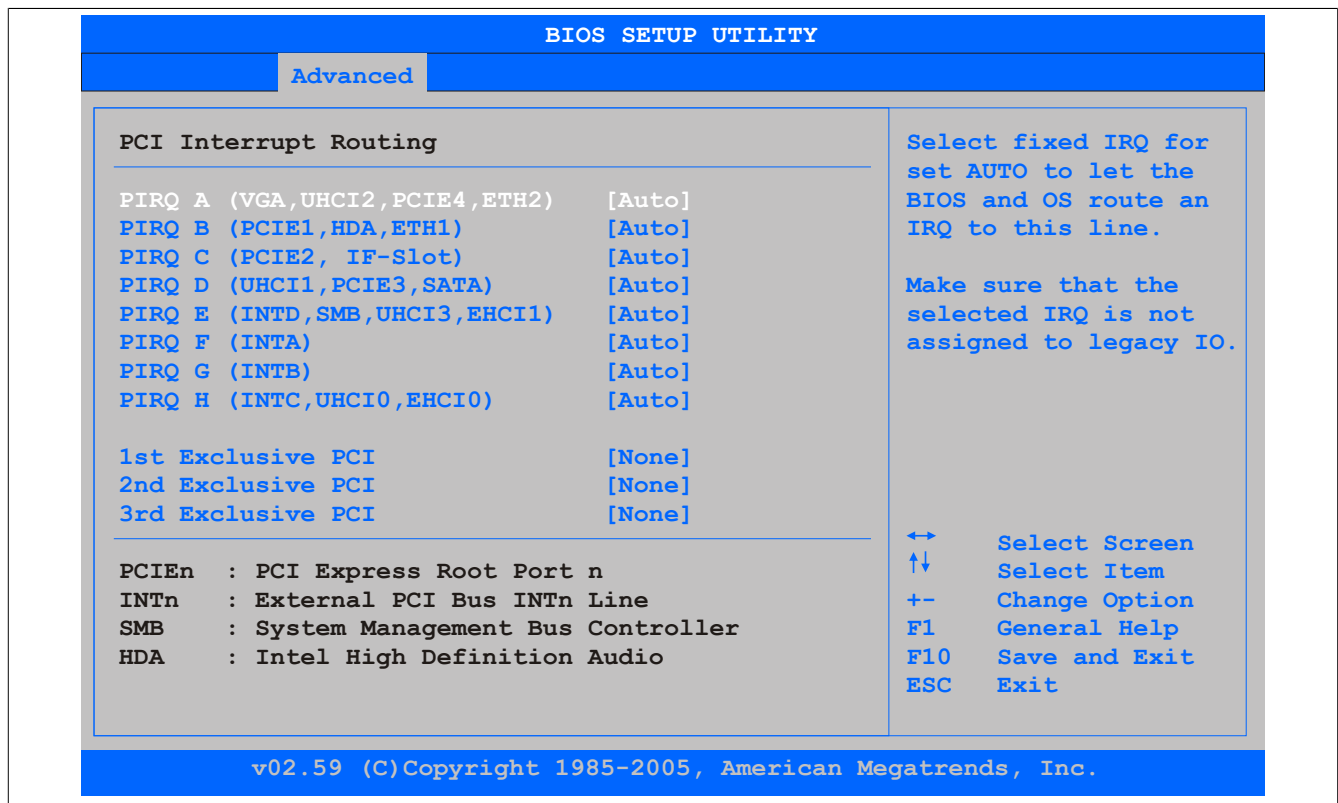 BIOS SETUP UTILITY
Advanced
PCI Interrupt Routing
PIRQ A (VGA,UHCI2,PCIE4,ETH2) [Auto]
PIRQ B (PCIE1,HDA,ETH1) [Auto]
PIRQ C (PCIE2, IF-Slot) [Auto]
PIRQ D (UHCI1,PCIE3,SATA) [Auto]
PIRQ E (INTD,SMB,UHCI3,EHCI1) [Auto]
PIRQ F (INTA) [Auto]
PIRQ G (INTB) [Auto]
PIRQ H (INTC,UHCI0,EHCI0) [Auto]
1st Exclusive PCI [None]
2nd Exclusive PCI [None]
3rd Exclusive PCI [None]
PCIEn : PCI Express Root Port n
INTn : External PCI Bus INTn Line
SMB : System Management Bus Controller
HDA : Intel High Definition Audio
Select fixed IRQ for
set AUTO to let the
BIOS and OS route an
IRQ to this line.
Make sure that the
selected IRQ is not
assigned to legacy IO.
↔ Select Screen
↑↓ Select Item
+- Change Option
F1 General Help
F10 Save and Exit
ESC Exit
v02.59 (C)Copyright 1985-2005, American Megatrends, Inc.